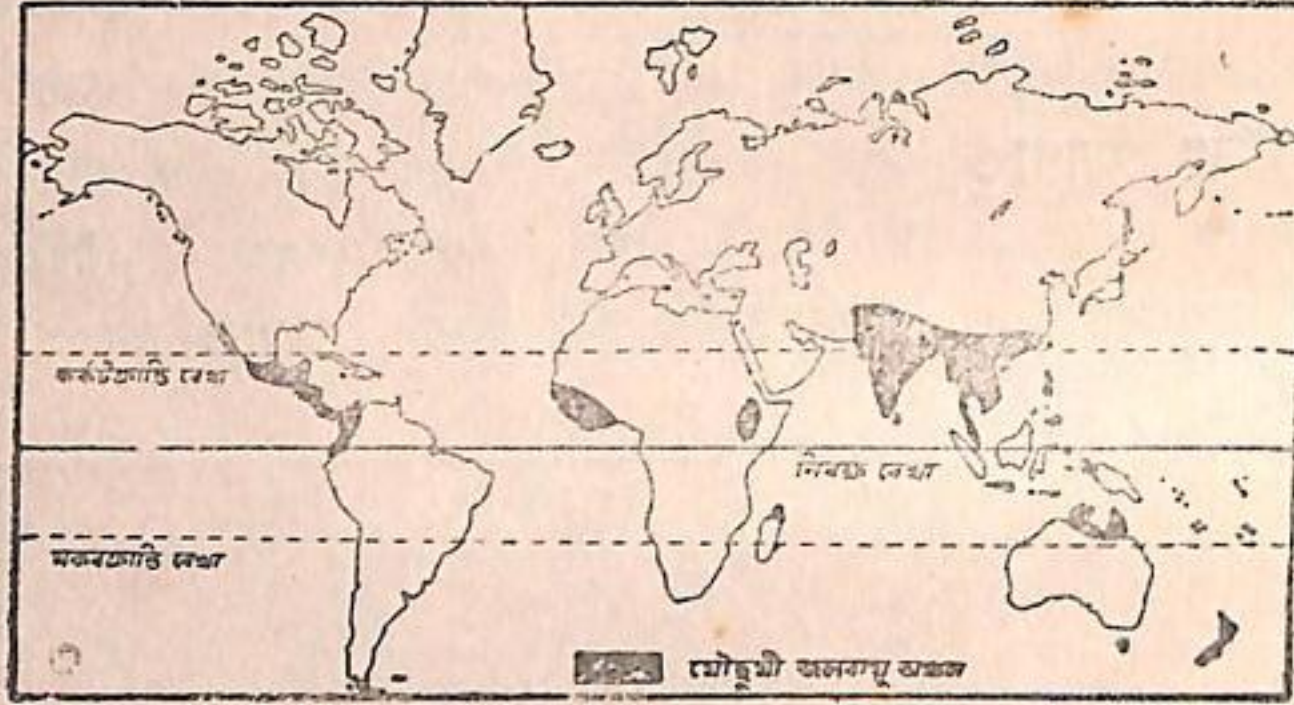 কর্কটক্রান্তি রেখা
নিরক্ষ রেখা
মকরক্রান্তি রেখা
মৌসুমী জলবায়ু অঞ্চল